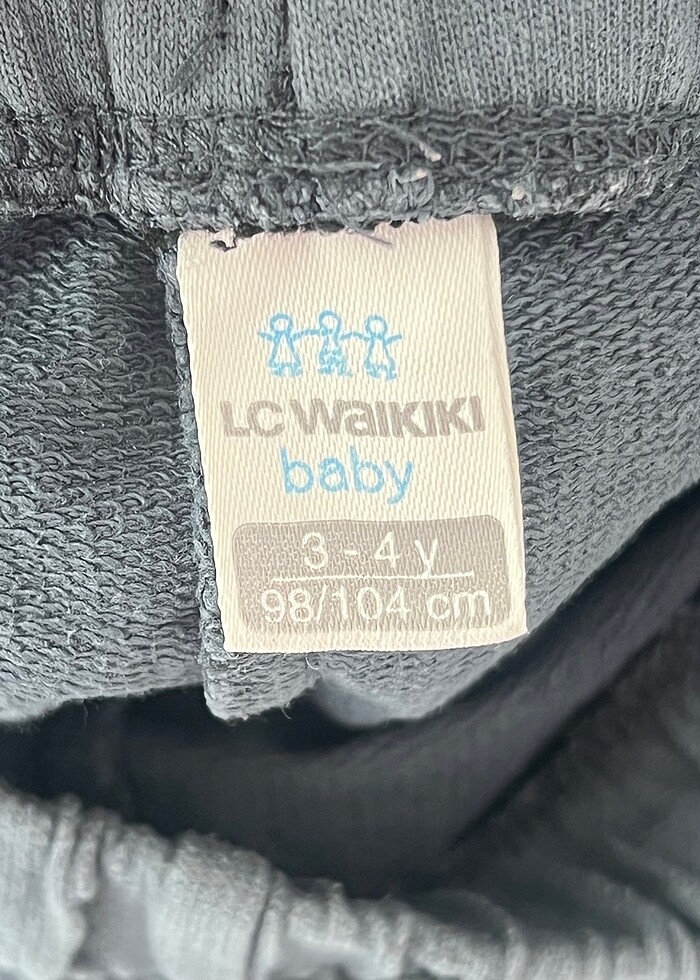 LC WaIKIKI
baby
3 - 4 y
98/104 cm